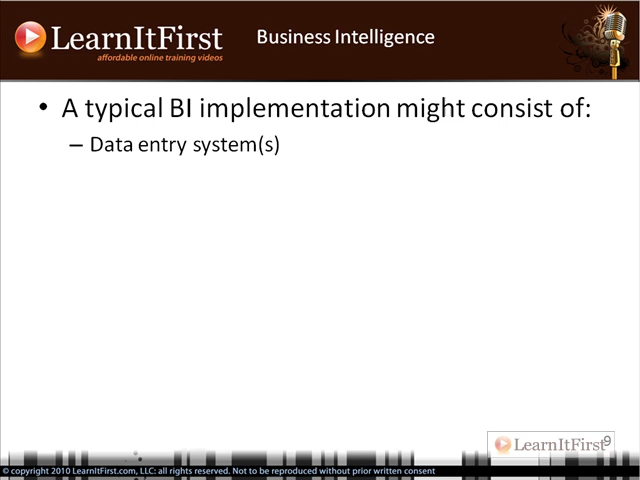 LearnItFirst
affordable online training videos
Business Intelligence
• A typical BI implementation might consist of:
– Data entry system(s)
LearnItFirst
9
© copyright 2010 LearnItFirst.com, LLC: all rights reserved. Not to be reproduced without prior written consent